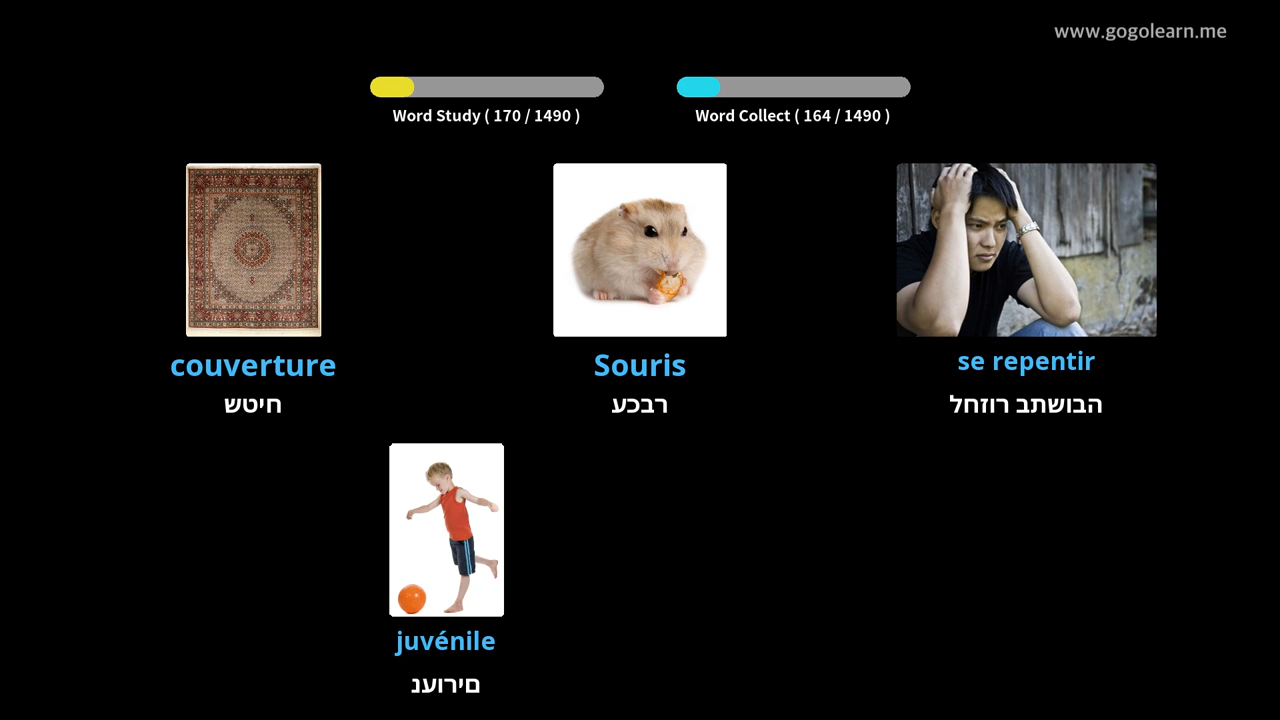 www.gogolearn.me
Word Study ( 170 / 1490 )
Word Collect ( 164 / 1490 )
couverture
חיטש
Souris
רבכע
se repentir
הבושתב רוזחל
juvénile
םירוענ